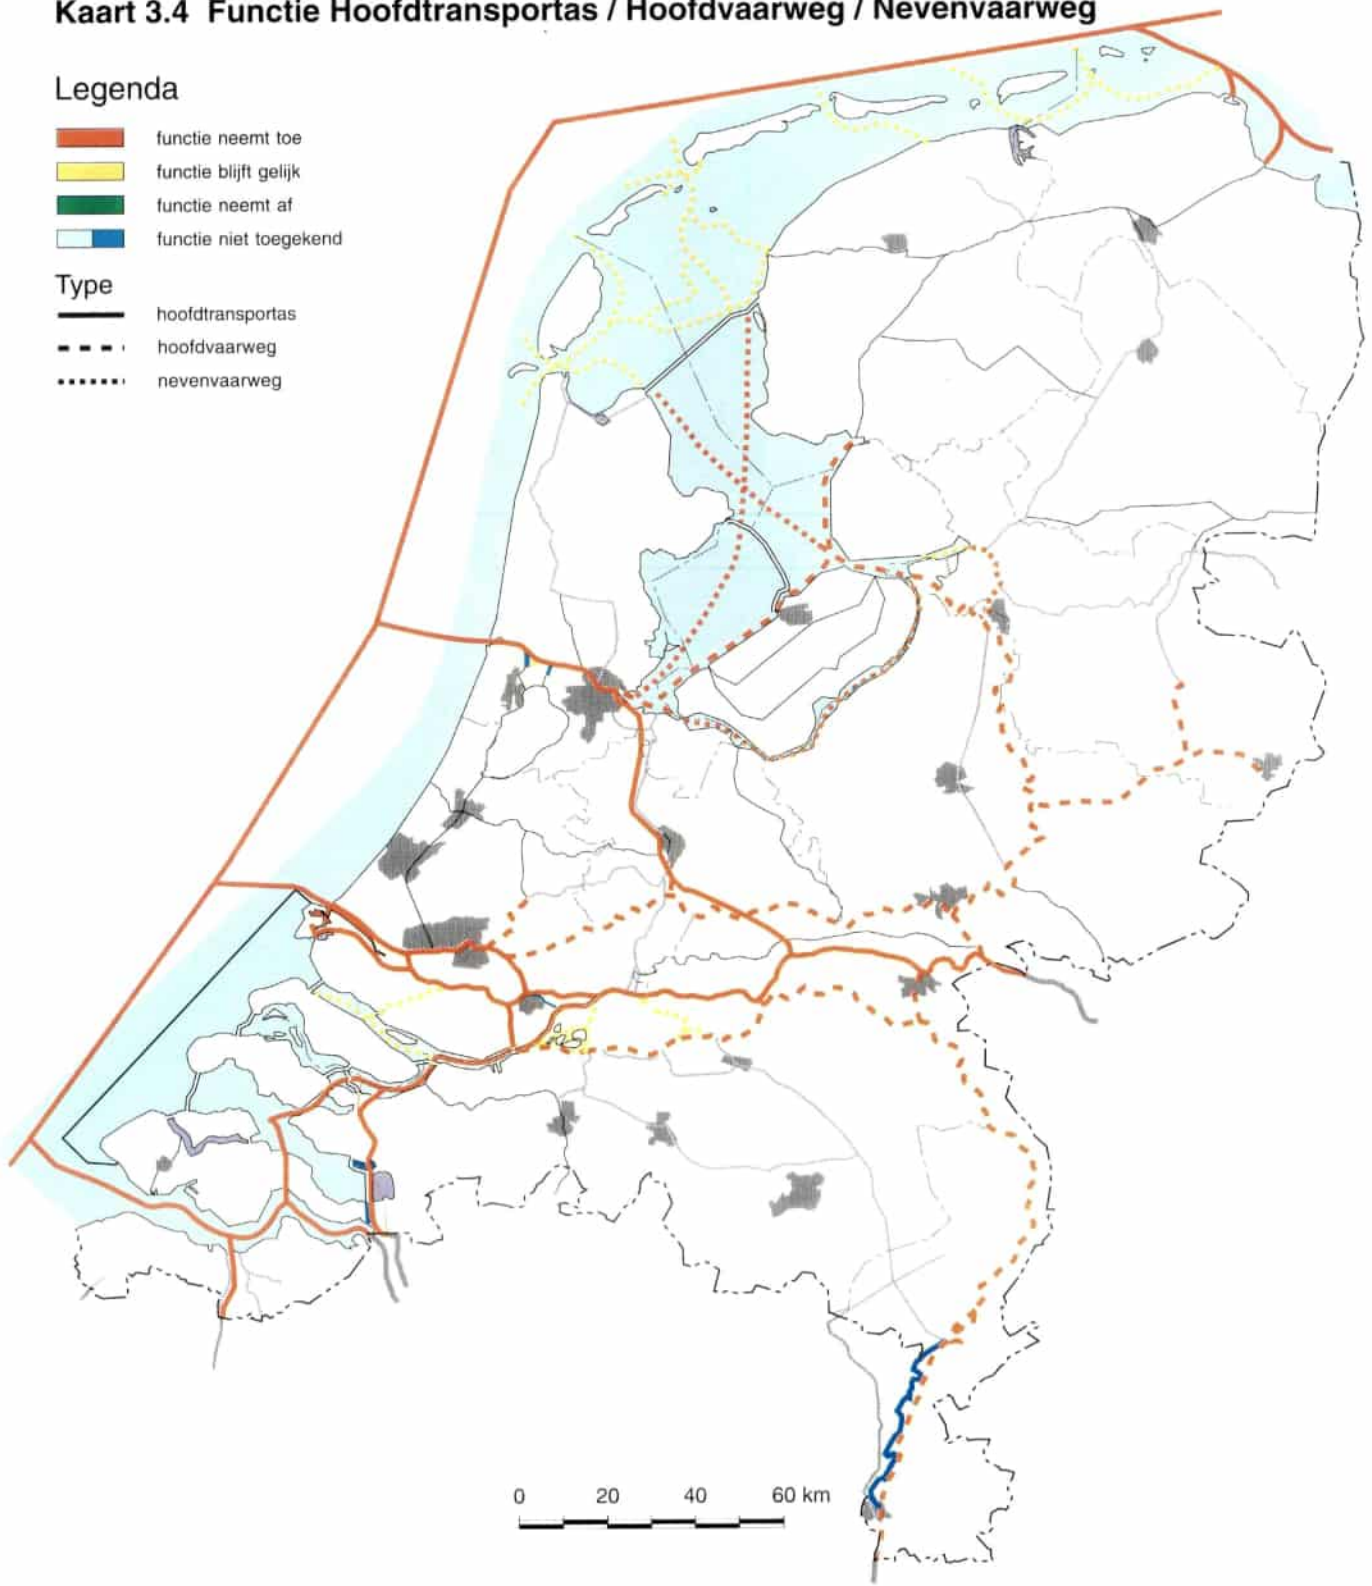 Kaart 3.4 Functie Hoofdtransportas / Hoofdvaarweg / Nevenvaarweg
Legenda
functie neemt toe
functie blijft gelijk
functie neemt af
functie niet toegekend
Type
hoofdtransportas
hoofdvaarweg
nevenvaarweg
0 20 40 60 km